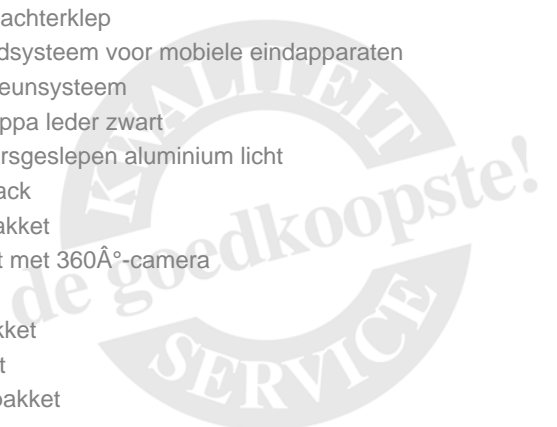 achterklep
dsysteem voor mobiele eindapparaten
eunsysteem
ppa leder zwart
rsgeslepen aluminium licht
ack
akket
t met 360Â°-camera
kket
t
pakket
KWALITEIT
de goedkoopste!
SERVICE